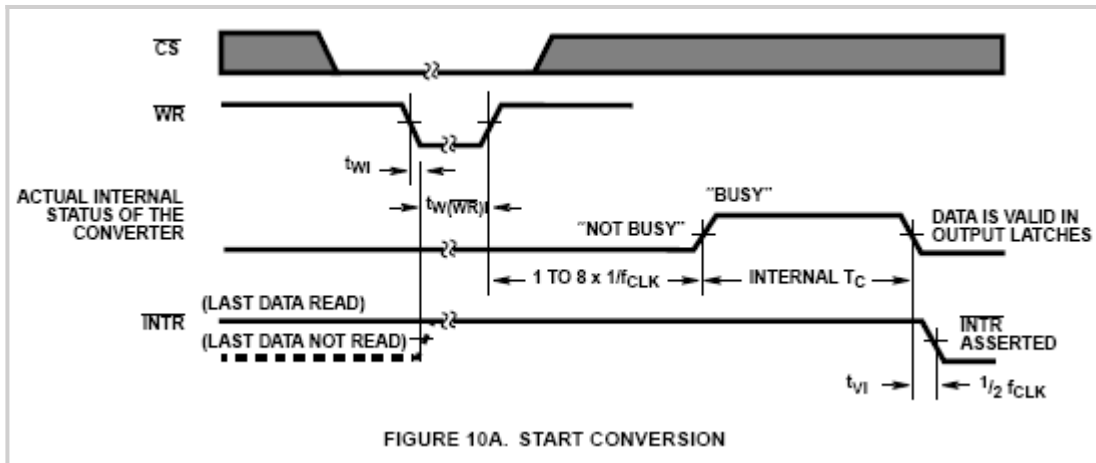 CS
WR
tWI
tW(WR)I
ACTUAL INTERNAL
STATUS OF THE
CONVERTER
"BUSY"
"NOT BUSY"
DATA IS VALID IN
OUTPUT LATCHES
1 TO 8 x 1/fCLK
INTERNAL TC
(LAST DATA READ)
INTR
(LAST DATA NOT READ)
INTR
ASSERTED
tVI
1/2 fCLK
FIGURE 10A. START CONVERSION